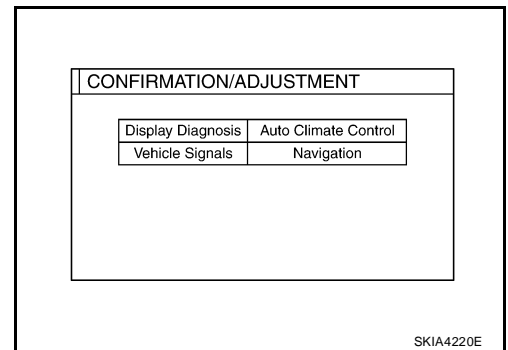 CONFIRMATION/ADJUSTMENT
Display Diagnosis Auto Climate Control
Vehicle Signals Navigation
SKIA4220E